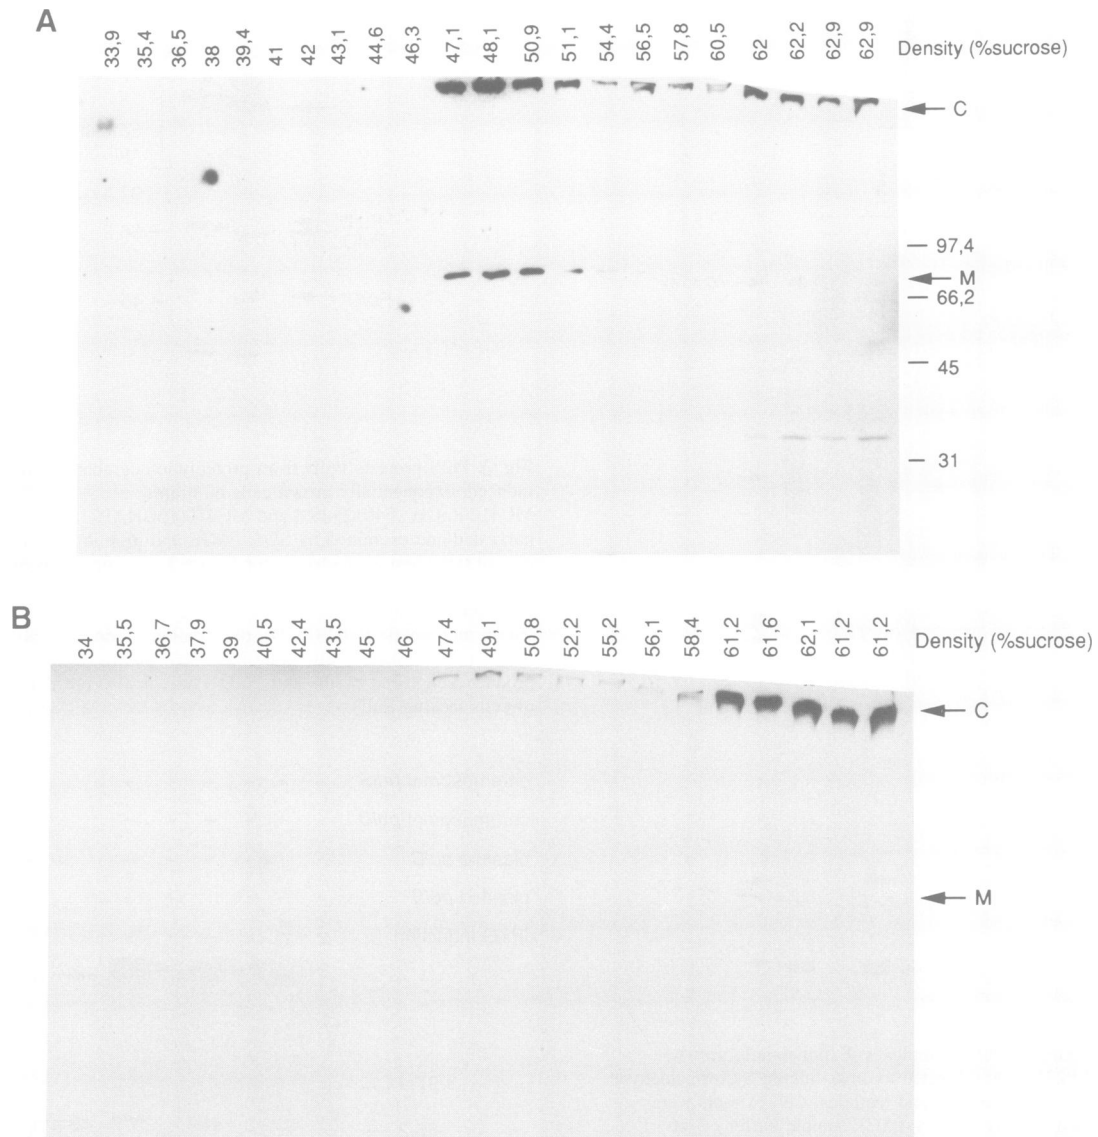 A
33,9 35,4 36,5 38 39,4 41 42 43,1 44,6 46,3 47,1 48,1 50,9 51,1 54,4 56,5 57,8 60,5 62 62,2 62,9 62,9 Density (%sucrose)
C
97,4
M
66,2
45
31
B
34 35,5 36,7 37,9 39 40,5 42,4 43,5 45 46 47,4 49,1 50,8 52,2 55,2 56,1 58,4 61,2 61,6 62,1 61,2 61,2 Density (%sucrose)
C
M